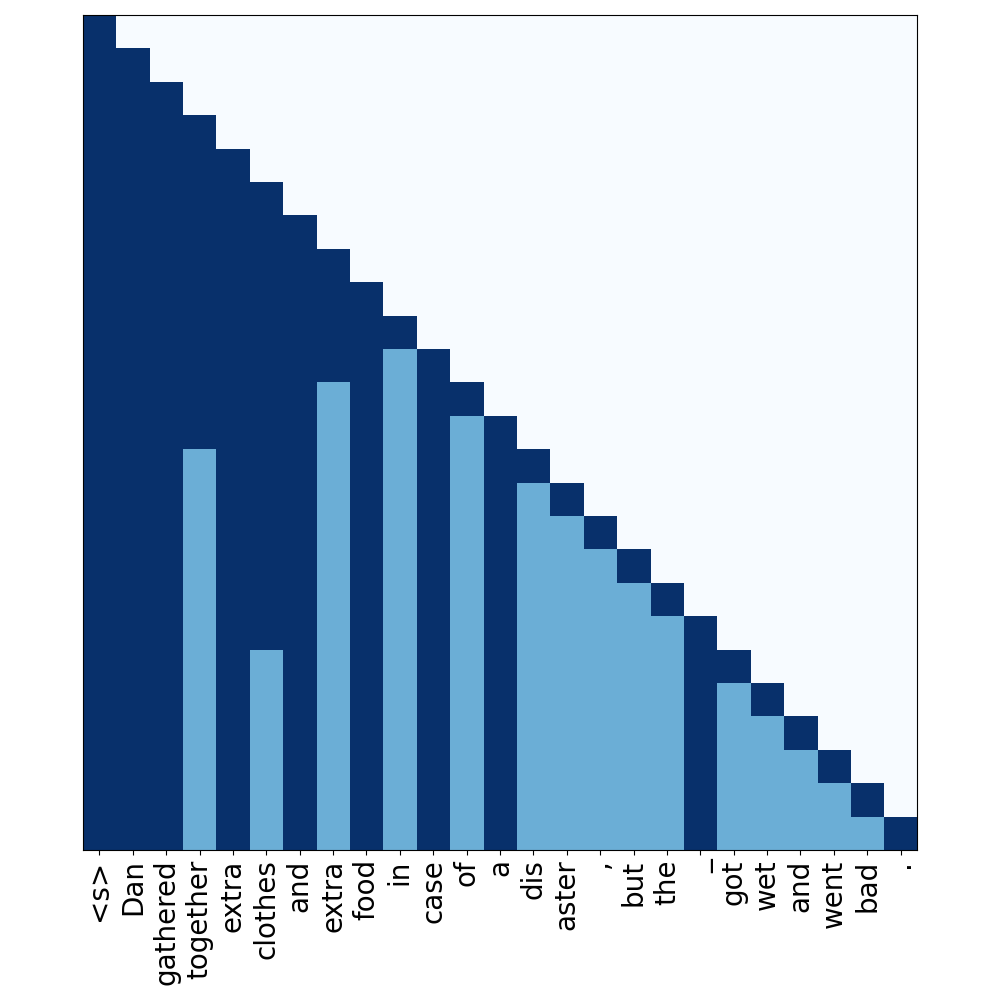 <s>
Dan
gathered
together
extra
clothes
and
extra
food
in
case
of
a
dis
aster
,
but
the
_
got
wet
and
went
bad
.